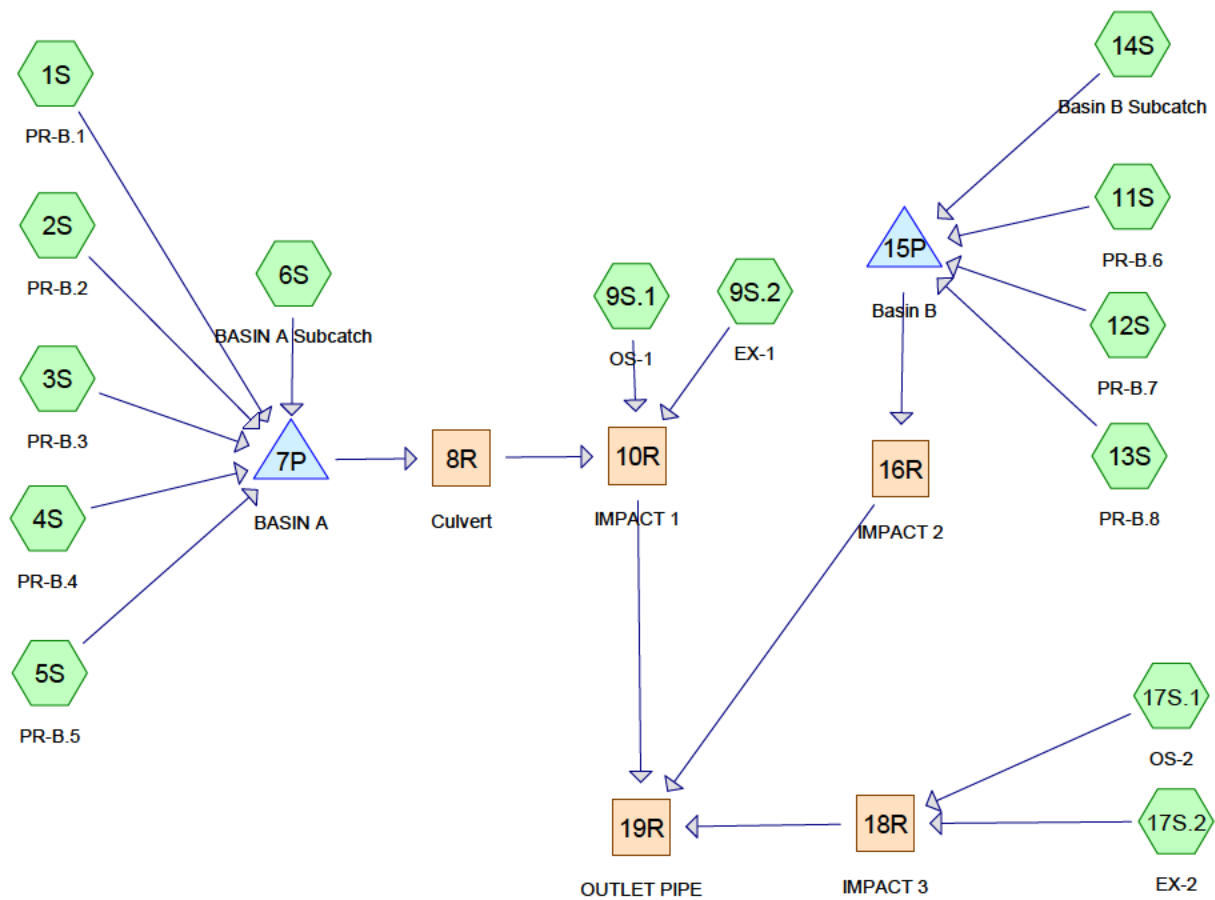 1S
PR-B.1
2S
PR-B.2
3S
PR-B.3
4S
PR-B.4
5S
PR-B.5
6S
BASIN A Subcatch
7P
BASIN A
8R
Culvert
9S.1
OS-1
9S.2
EX-1
10R
IMPACT 1
14S
Basin B Subcatch
11S
PR-B.6
12S
PR-B.7
13S
PR-B.8
15P
Basin B
16R
IMPACT 2
17S.1
OS-2
17S.2
EX-2
18R
IMPACT 3
19R
OUTLET PIPE